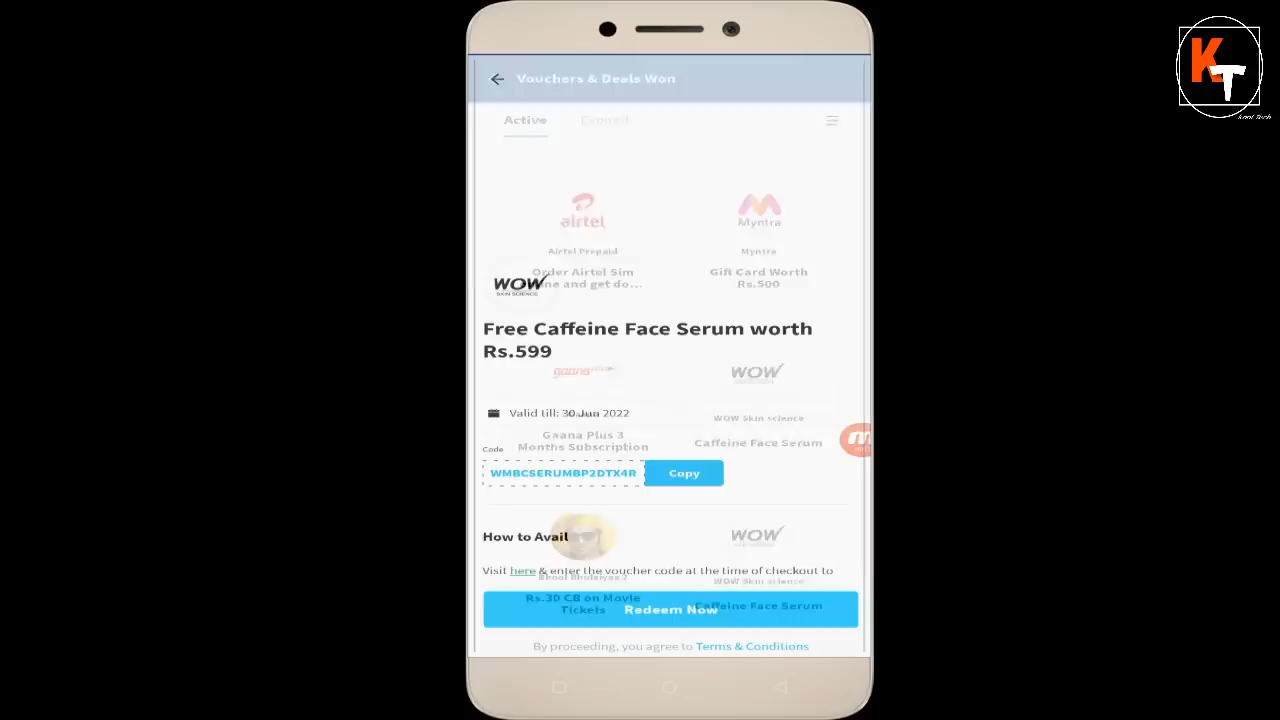 KT
Kool Tech
Vouchers & Deals Won
Active
Expired
airtel
Myntra
Airtel Prepaid
Myntra
Order Airtel Sim
and get do...
Gift Card Worth
Rs.500
WOW
SKIN SCIENCE
Free Caffeine Face Serum worth
Rs.599
gaana
WOW
Valid till: 30 Jun 2022
WOW Skin science
Gaana Plus 3
Months Subscription
Caffeine Face Serum
Code
WMBCSERUMBP2DTX4R
Copy
How to Avail
WOW
Visit here & enter the voucher code at the time of checkout to
Bhool Bhulaiyaa 2
WOW Skin science
Rs.30 CB on Movie
Tickets
Caffeine Face Serum
Redeem Now
By proceeding, you agree to Terms & Conditions